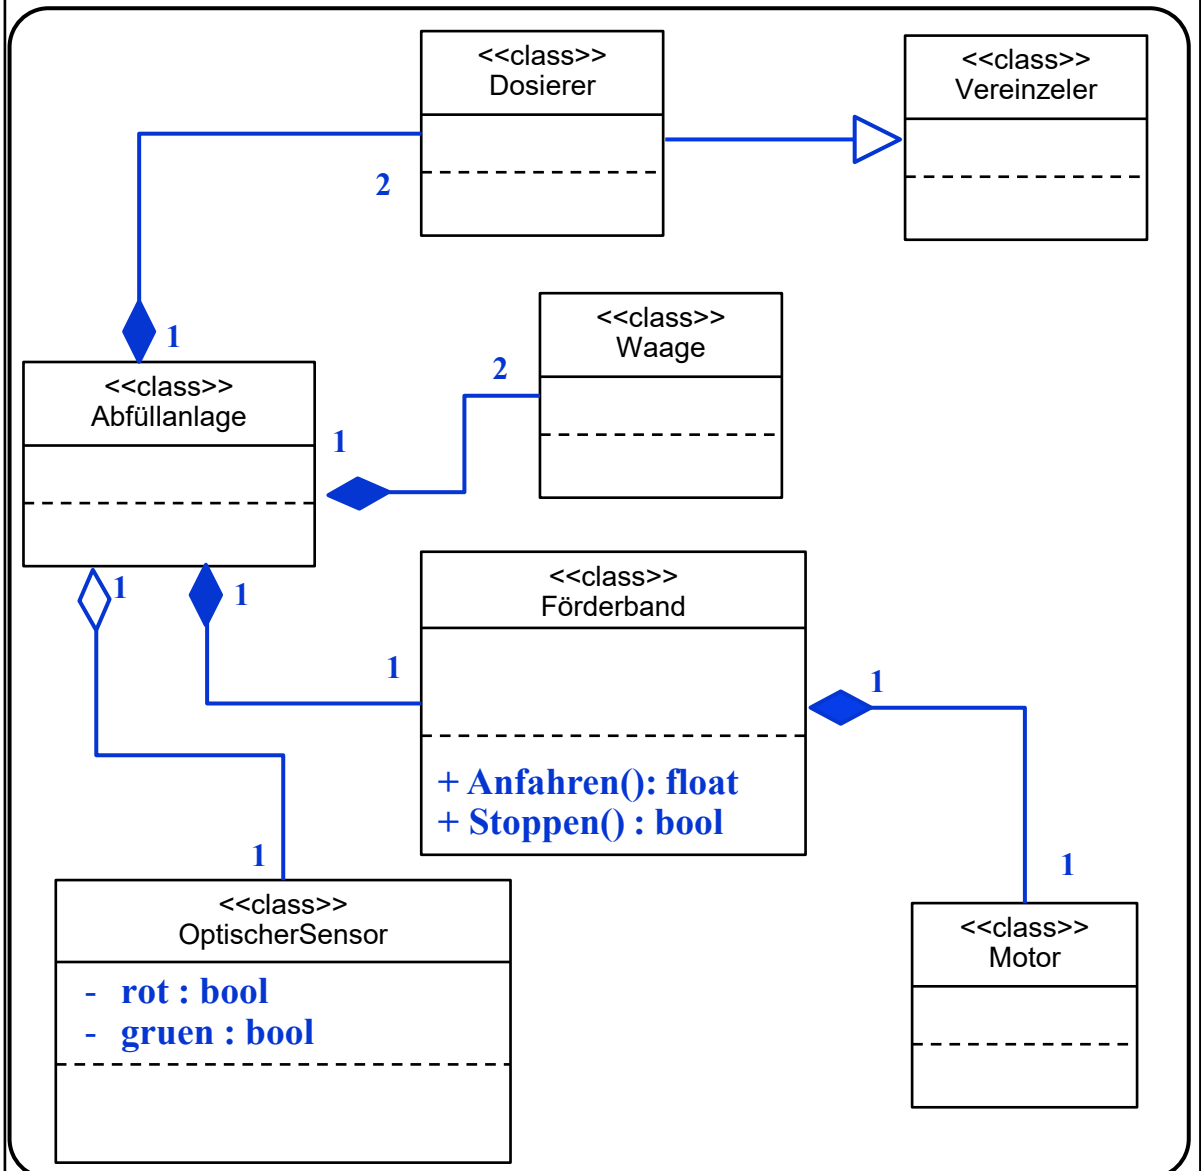 <<class>>
Dosierer
<<class>>
Vereinzeler
2
1
<<class>>
Waage
2
<<class>>
Abfüllanlage
1
1
1
<<class>>
Förderband
1
1
+ Anfahren(): float
+ Stoppen() : bool
1
1
<<class>>
OptischerSensor
- rot : bool
- gruen : bool
<<class>>
Motor